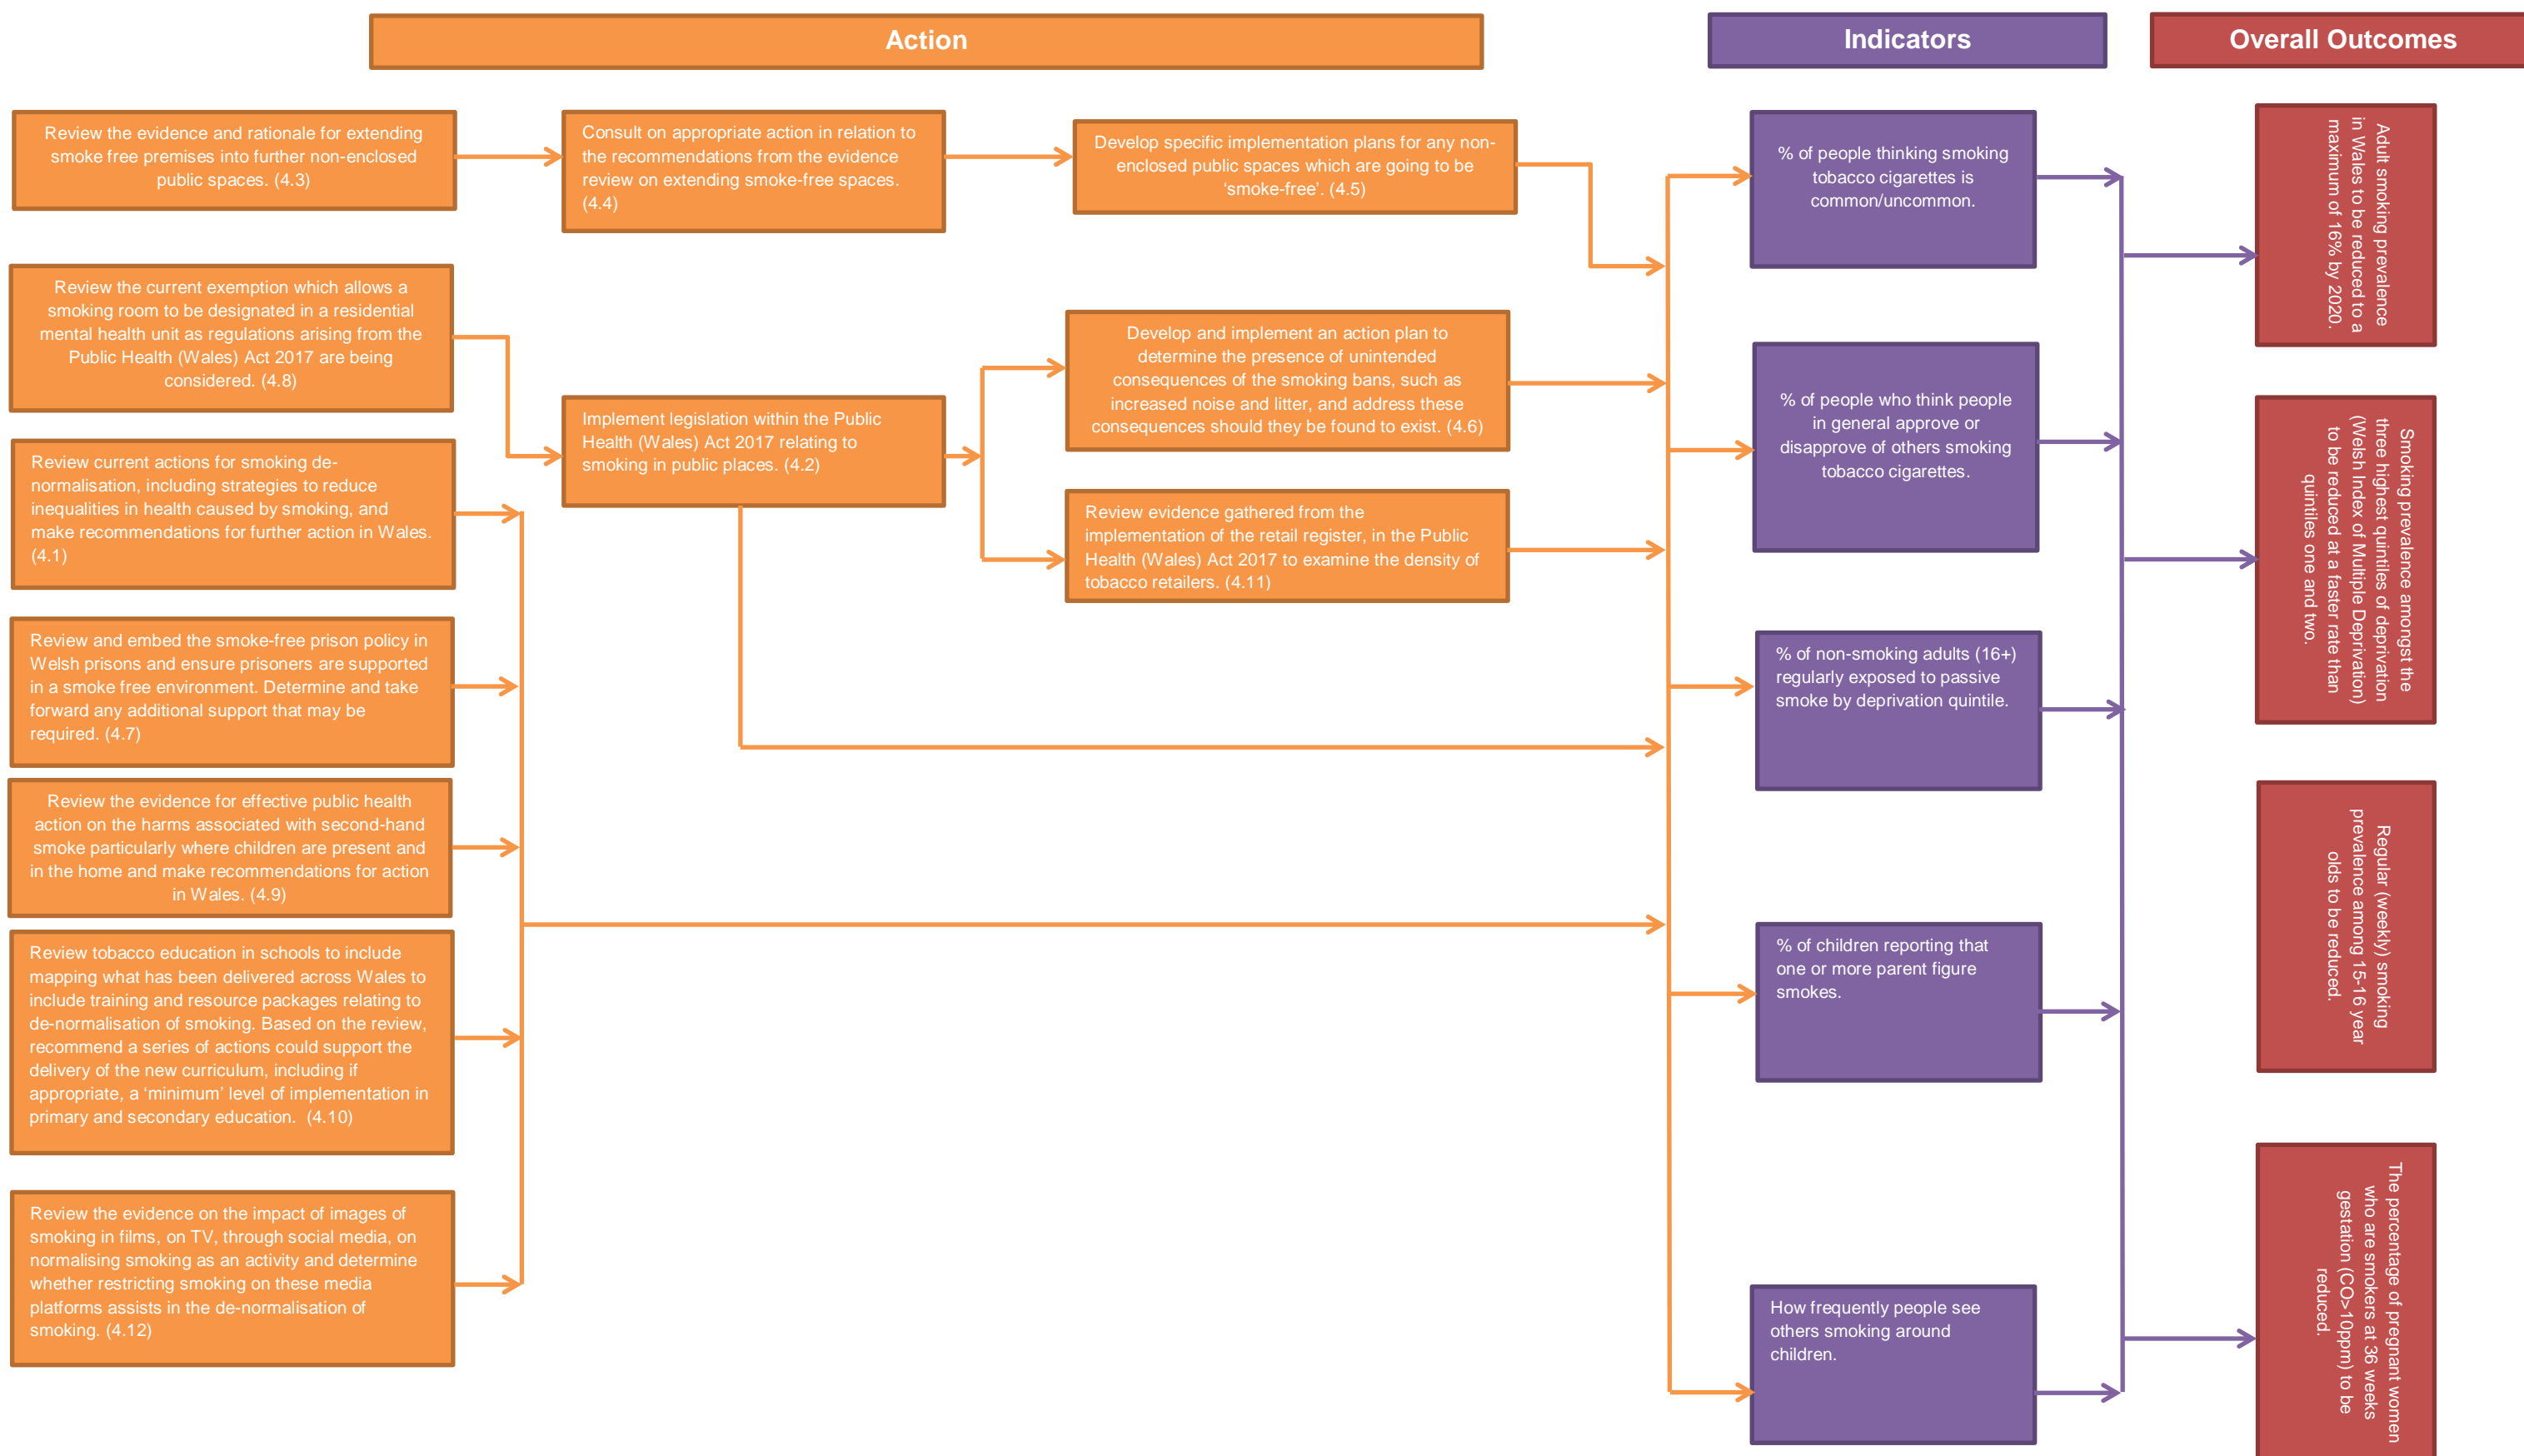 Action
Indicators
Overall Outcomes
Review the evidence and rationale for extending
smoke free premises into further non-enclosed
public spaces. (4.3)
Consult on appropriate action in relation to
the recommendations from the evidence
review on extending smoke-free spaces.
(4.4)
Develop specific implementation plans for any non-
enclosed public spaces which are going to be
‘smoke-free’. (4.5)
Review the current exemption which allows a
smoking room to be designated in a residential
mental health unit as regulations arising from the
Public Health (Wales) Act 2017 are being
considered. (4.8)
Implement legislation within the Public
Health (Wales) Act 2017 relating to
smoking in public places. (4.2)
Develop and implement an action plan to
determine the presence of unintended
consequences of the smoking bans, such as
increased noise and litter, and address these
consequences should they be found to exist. (4.6)
Review evidence gathered from the
implementation of the retail register, in the Public
Health (Wales) Act 2017 to examine the density of
tobacco retailers. (4.11)
Review current actions for smoking de-
normalisation, including strategies to reduce
inequalities in health caused by smoking, and
make recommendations for further action in Wales.
(4.1)
Review and embed the smoke-free prison policy in
Welsh prisons and ensure prisoners are supported
in a smoke free environment. Determine and take
forward any additional support that may be
required. (4.7)
Review the evidence for effective public health
action on the harms associated with second-hand
smoke particularly where children are present and
in the home and make recommendations for action
in Wales. (4.9)
Review tobacco education in schools to include
mapping what has been delivered across Wales to
include training and resource packages relating to
de-normalisation of smoking. Based on the review,
recommend a series of actions could support the
delivery of the new curriculum, including if
appropriate, a ‘minimum’ level of implementation in
primary and secondary education.  (4.10)
Review the evidence on the impact of images of
smoking in films, on TV, through social media, on
normalising smoking as an activity and determine
whether restricting smoking on these media
platforms assists in the de-normalisation of
smoking. (4.12)
% of people thinking smoking
tobacco cigarettes is
common/uncommon.
% of people who think people
in general approve or
disapprove of others smoking
tobacco cigarettes.
% of non-smoking adults (16+)
regularly exposed to passive
smoke by deprivation quintile.
% of children reporting that
one or more parent figure
smokes.
How frequently people see
others smoking around
children.
Adult smoking prevalence
in Wales to be reduced to a
maximum of 16% by 2020.
Smoking prevalence amongst the
three highest quintiles of deprivation
(Welsh Index of Multiple Deprivation)
to be reduced at a faster rate than
quintiles one and two.
Regular (weekly) smoking
prevalence among 15-16 year
olds to be reduced.
The percentage of pregnant women
who are smokers at 36 weeks
gestation (CO>10ppm) to be
reduced.